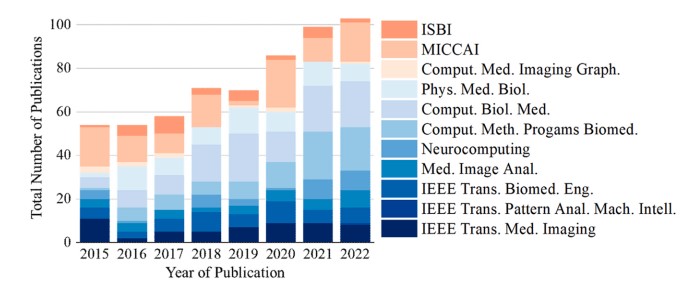 Total Number of Publications
100
80
60
40
20
0
2015 2016 2017 2018 2019 2020 2021 2022
Year of Publication
ISBI
MICCAI
Comput. Med. Imaging Graph.
Phys. Med. Biol.
Comput. Biol. Med.
Comput. Meth. Progams Biomed.
Neurocomputing
Med. Image Anal.
IEEE Trans. Biomed. Eng.
IEEE Trans. Pattern Anal. Mach. Intell.
IEEE Trans. Med. Imaging